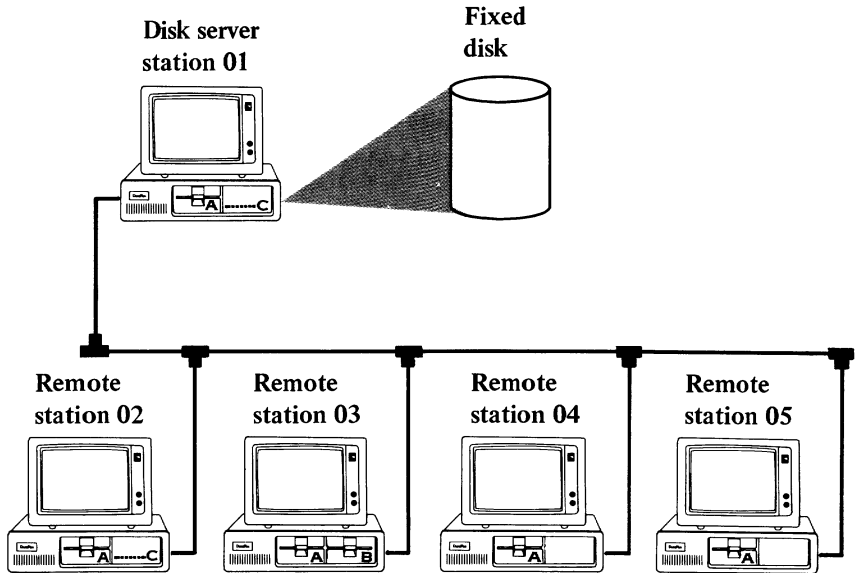 Disk server
station 01
Fixed
disk
A
C
Remote
station 02
Remote
station 03
Remote
station 04
Remote
station 05
A
C
A
B
A
A